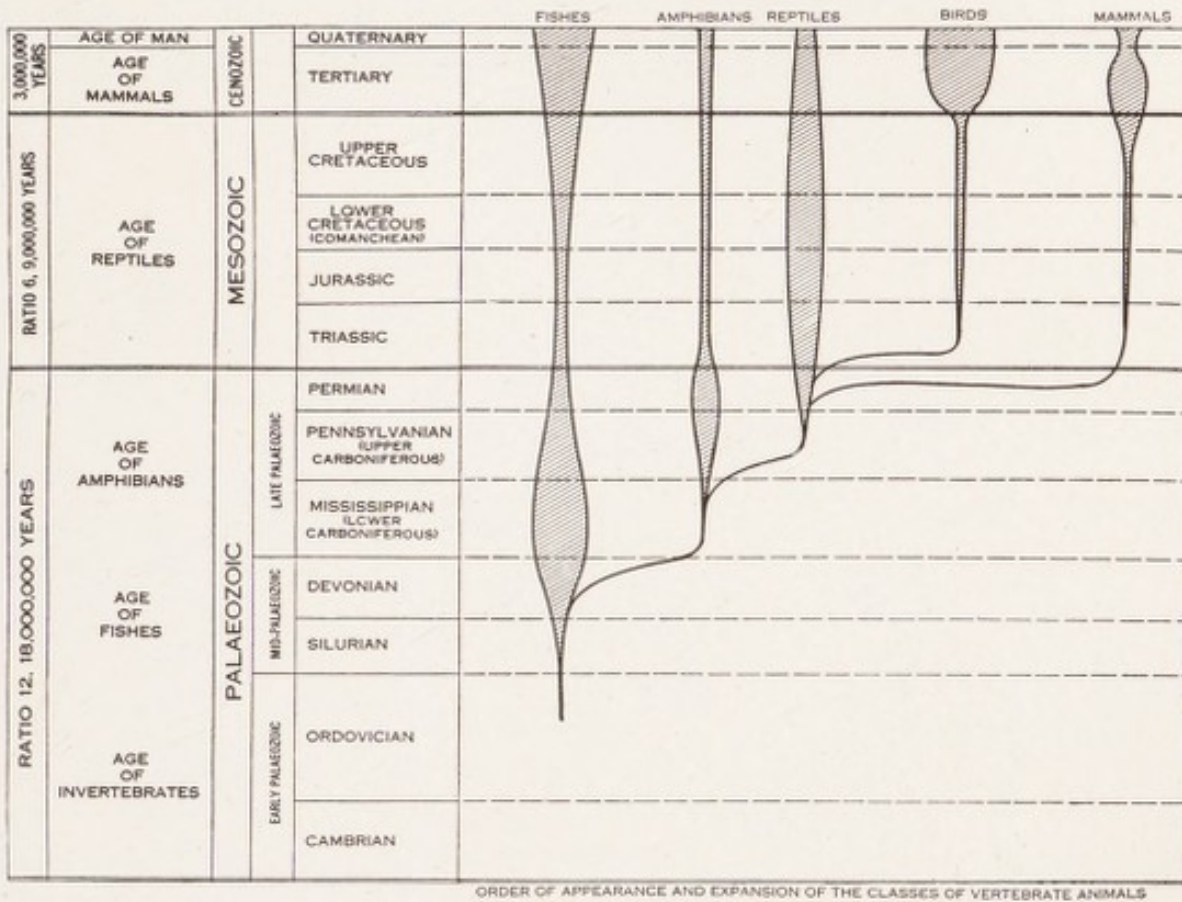 FISHES AMPHIBIANS REPTILES BIRDS MAMMALS
3,000,000
YEARS
AGE OF MAN
AGE
OF
MAMMALS
CENOZOIC
QUATERNARY
TERTIARY
RATIO 6, 9,000,000 YEARS
AGE
OF
REPTILES
MESOZOIC
UPPER
CRETACEOUS
LOWER
CRETACEOUS
(COMANCHEAN)
JURASSIC
TRIASSIC
RATIO 12, 18,000,000 YEARS
AGE
OF
AMPHIBIANS
AGE
OF
FISHES
AGE
OF
INVERTEBRATES
PALAEOZOIC
LATE PALAEOZOIC
PERMIAN
PENNSYLVANIAN
(UPPER
CARBONIFEROUS)
MISSISSIPPIAN
(LOWER
CARBONIFEROUS)
MID-PALAEOZOIC
DEVONIAN
SILURIAN
EARLY PALAEOZOIC
ORDOVICIAN
CAMBRIAN
ORDER OF APPEARANCE AND EXPANSION OF THE CLASSES OF VERTEBRATE ANIMALS